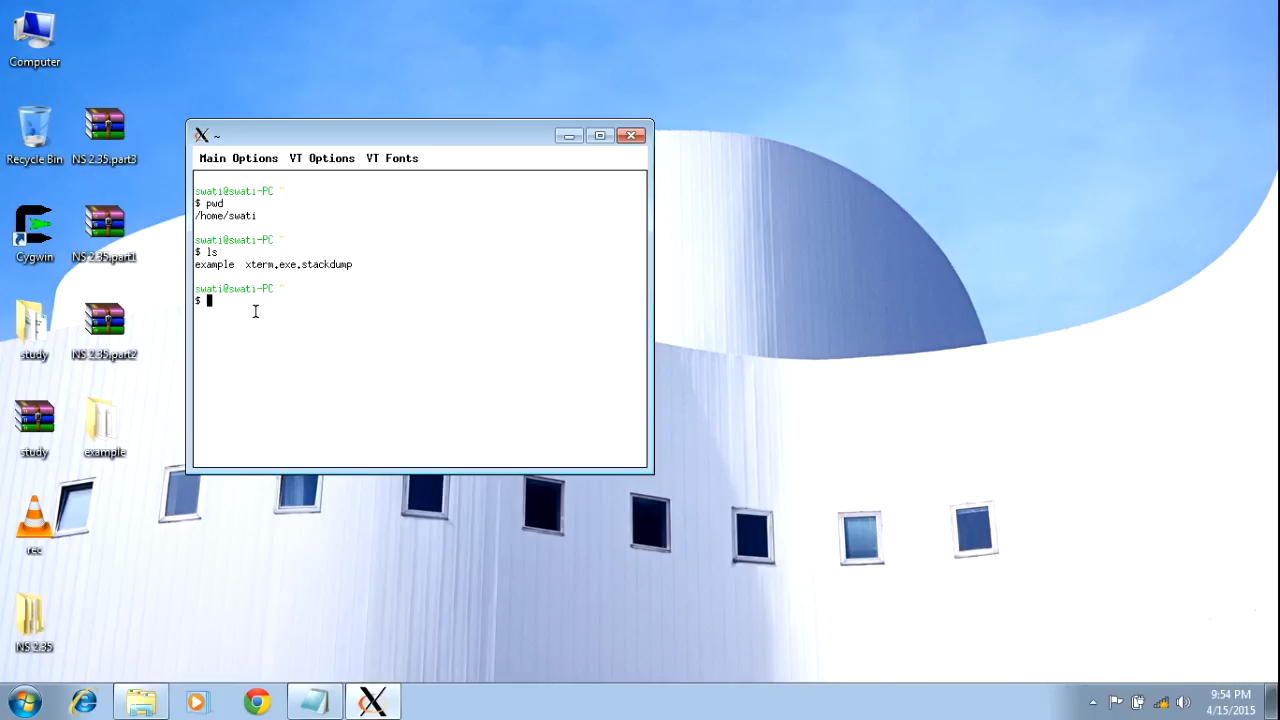 Computer
Recycle Bin
NS 2.35.part3
Cygwin
NS 2.35.part1
study
NS 2.35.part2
study
example
rec
NS 2.35
~
Main Options VT Options VT Fonts
swati@swati-PC ~
$ pwd
/home/swati
swati@swati-PC ~
$ ls
example xterm.exe.stackdump
swati@swati-PC ~
$
9:54 PM
4/15/2015